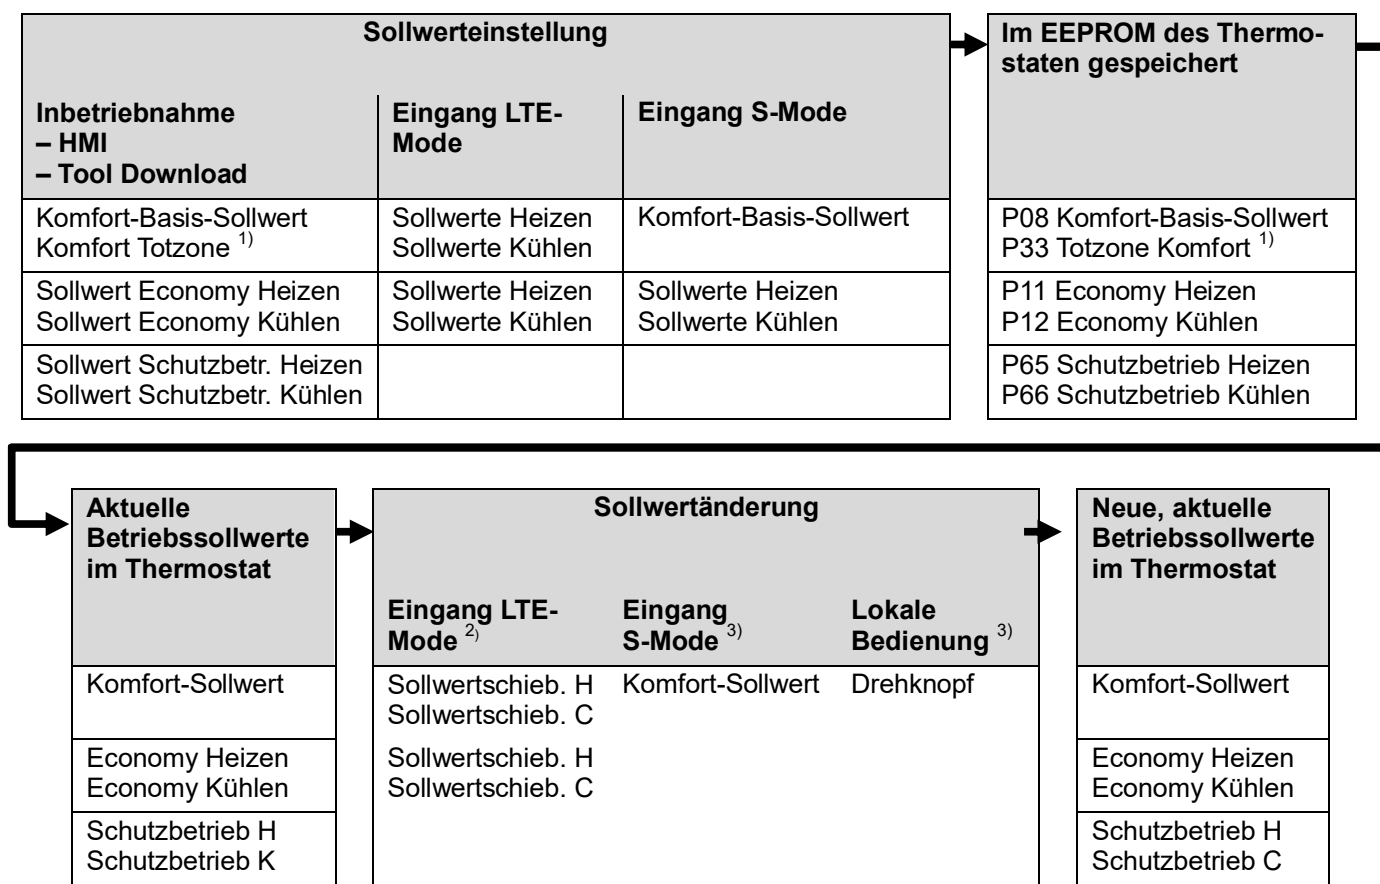 Sollwerteinstellung
Inbetriebnahme
– HMI
– Tool Download
Eingang LTE-
Mode
Eingang S-Mode
Komfort-Basis-Sollwert
Komfort Totzone 1)
Sollwerte Heizen
Sollwerte Kühlen
Komfort-Basis-Sollwert
Sollwert Economy Heizen
Sollwert Economy Kühlen
Sollwerte Heizen
Sollwerte Kühlen
Sollwerte Heizen
Sollwerte Kühlen
Sollwert Schutzbetr. Heizen
Sollwert Schutzbetr. Kühlen
Im EEPROM des Thermo-
staten gespeichert
P08 Komfort-Basis-Sollwert
P33 Totzone Komfort 1)
P11 Economy Heizen
P12 Economy Kühlen
P65 Schutzbetrieb Heizen
P66 Schutzbetrieb Kühlen
Aktuelle
Betriebssollwerte
im Thermostat
Komfort-Sollwert
Economy Heizen
Economy Kühlen
Schutzbetrieb H
Schutzbetrieb K
Sollwertänderung
Eingang LTE-
Mode 2)
Eingang
S-Mode 3)
Lokale
Bedienung 3)
Sollwertschieb. H
Sollwertschieb. C
Komfort-Sollwert
Drehknopf
Sollwertschieb. H
Sollwertschieb. C
Neue, aktuelle
Betriebssollwerte
im Thermostat
Komfort-Sollwert
Economy Heizen
Economy Kühlen
Schutzbetrieb H
Schutzbetrieb C